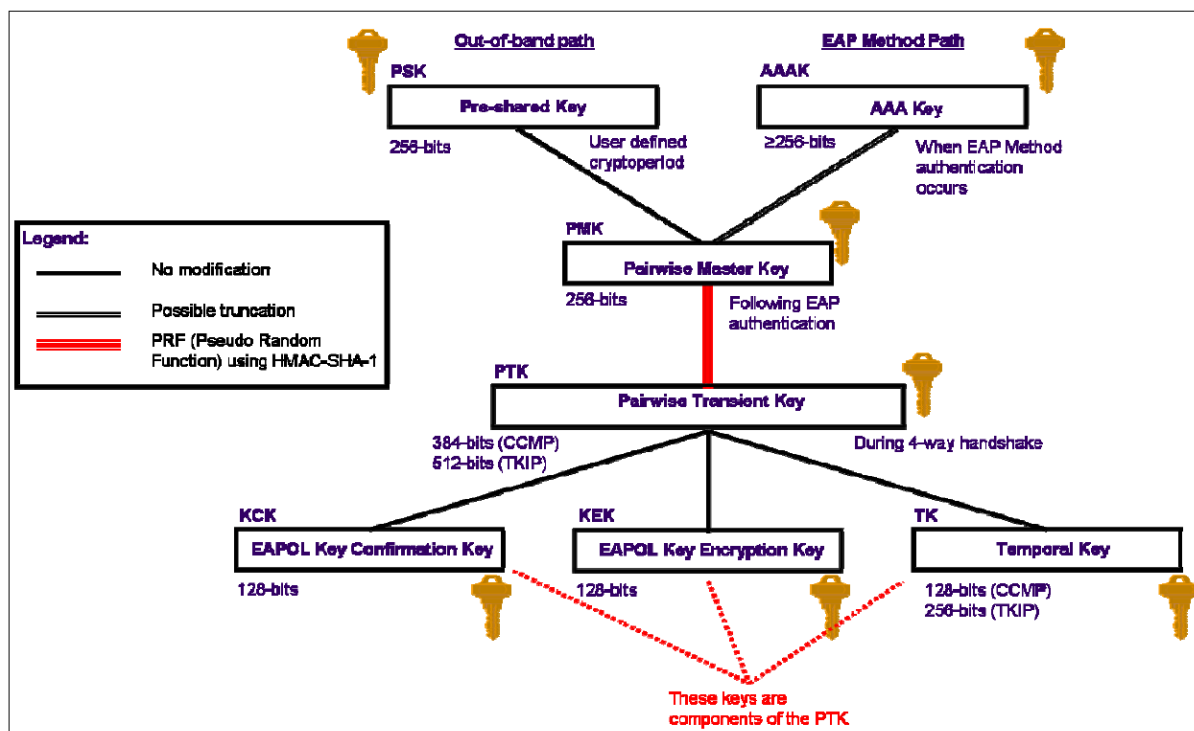 Out-of-band path
EAP Method Path
PSK
AAAK
Pre-shared Key
AAA Key
256-bits
User defined
cryptoperiod
≥256-bits
When EAP Method
authentication
occurs
Legend:
No modification
Possible truncation
PRF (Pseudo Random
Function) using HMAC-SHA-1
PMK
Pairwise Master Key
256-bits
Following EAP
authentication
PTK
Pairwise Transient Key
384-bits (CCMP)
512-bits (TKIP)
During 4-way handshake
KCK
KEK
TK
EAPOL Key Confirmation Key
EAPOL Key Encryption Key
Temporal Key
128-bits
128-bits
128-bits (CCMP)
256-bits (TKIP)
These keys are
components of the PTK